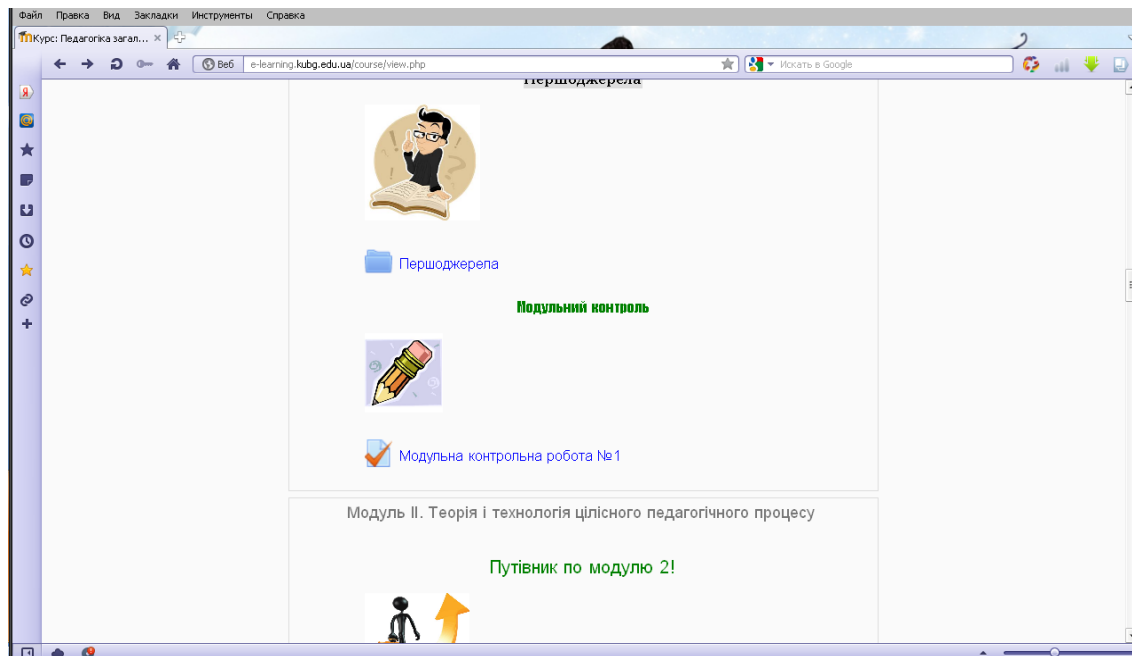 Файл Правка Вид Закладки Инструменты Справка
Курс: Педагогіка загал...
Веб e-learning.kubg.edu.ua/course/view.php Искать в Google
Першоджерела
Першоджерела
Модульний контроль
Модульна контрольна робота №1
Модуль II. Теорія і технологія цілісного педагогічного процесу
Путівник по модулю 2!